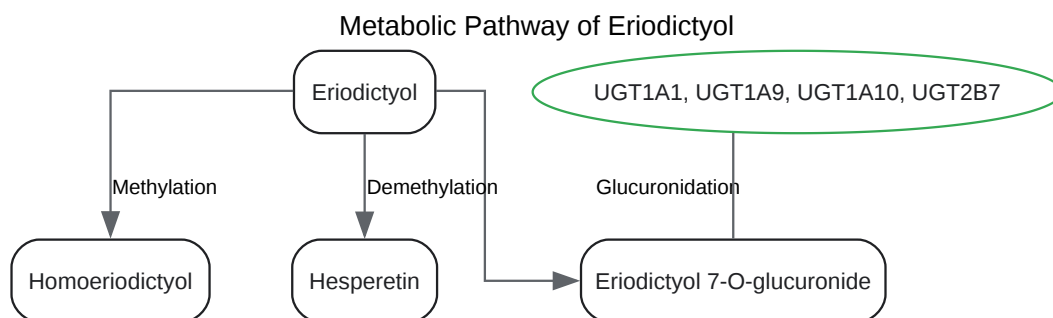 Metabolic Pathway of Eriodictyol
Eriodictyol
UGT1A1, UGT1A9, UGT1A10, UGT2B7
Methylation
Demethylation
Glucuronidation
Homoeriodictyol
Hesperetin
Eriodictyol 7-O-glucuronide